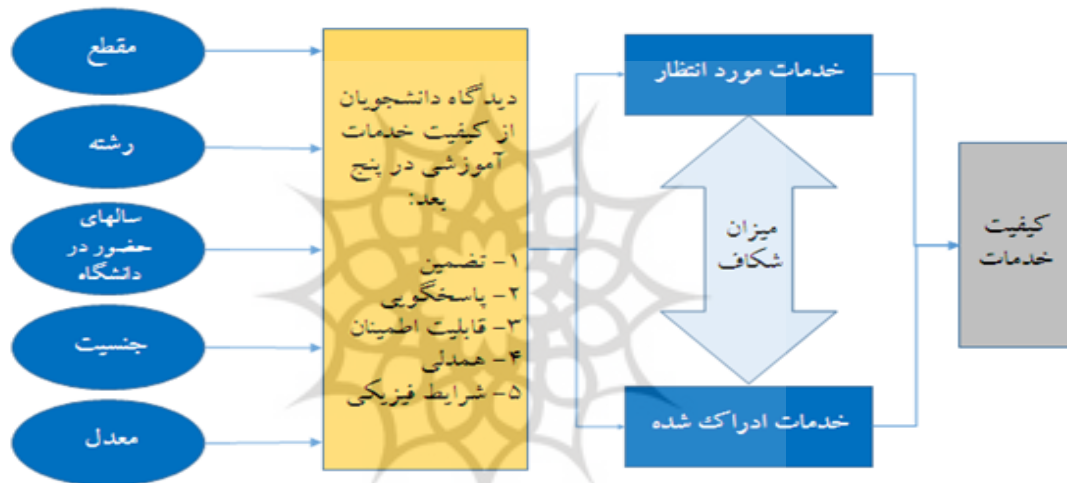 مقطع
رشته
سالهای
حضور در
دانشگاه
جنسیت
معدل
دیدگاه دانشجویان
از کیفیت خدمات
آموزشی در پنج
بعد:
۱- تضمین
۲- پاسخگویی
۳- قابلیت اطمینان
۴- همدلی
۵- شرایط فیزیکی
خدمات مورد انتظار
میزان
شکاف
خدمات ادراک شده
کیفیت
خدمات